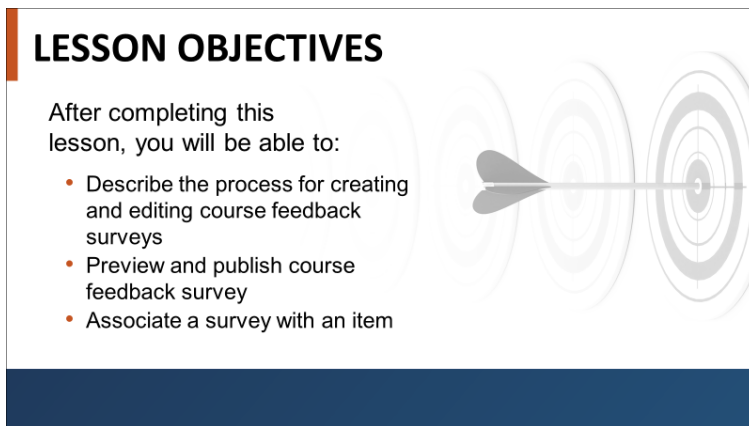 LESSON OBJECTIVES
After completing this
lesson, you will be able to:
• Describe the process for creating
and editing course feedback
surveys
• Preview and publish course
feedback survey
• Associate a survey with an item